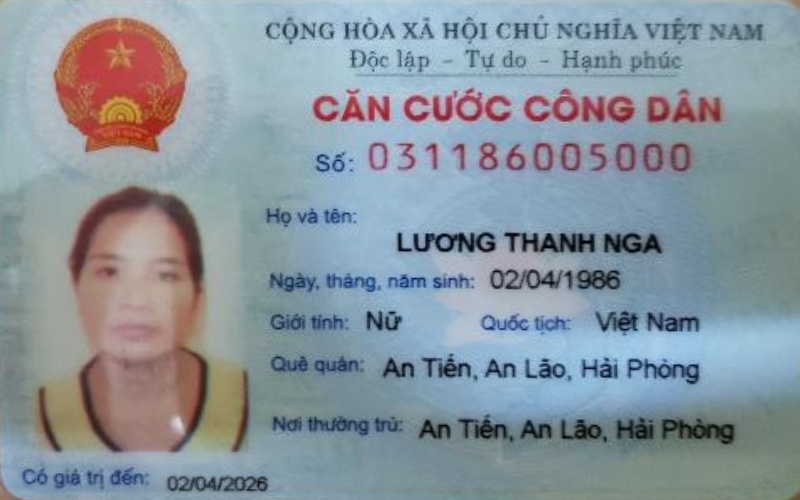 CỘNG HÒA XÃ HỘI CHỦ NGHĨA VIỆT NAM
Độc lập - Tự do - Hạnh phúc
CĂN CƯỚC CÔNG DÂN
Số: 031186005000
Họ và tên:
LƯƠNG THANH NGA
Ngày, tháng, năm sinh: 02/04/1986
Giới tính: Nữ Quốc tịch: Việt Nam
Quê quán: An Tiến, An Lão, Hải Phòng
Nơi thường trú: An Tiến, An Lão, Hải Phòng
Có giá trị đến: 02/04/2026